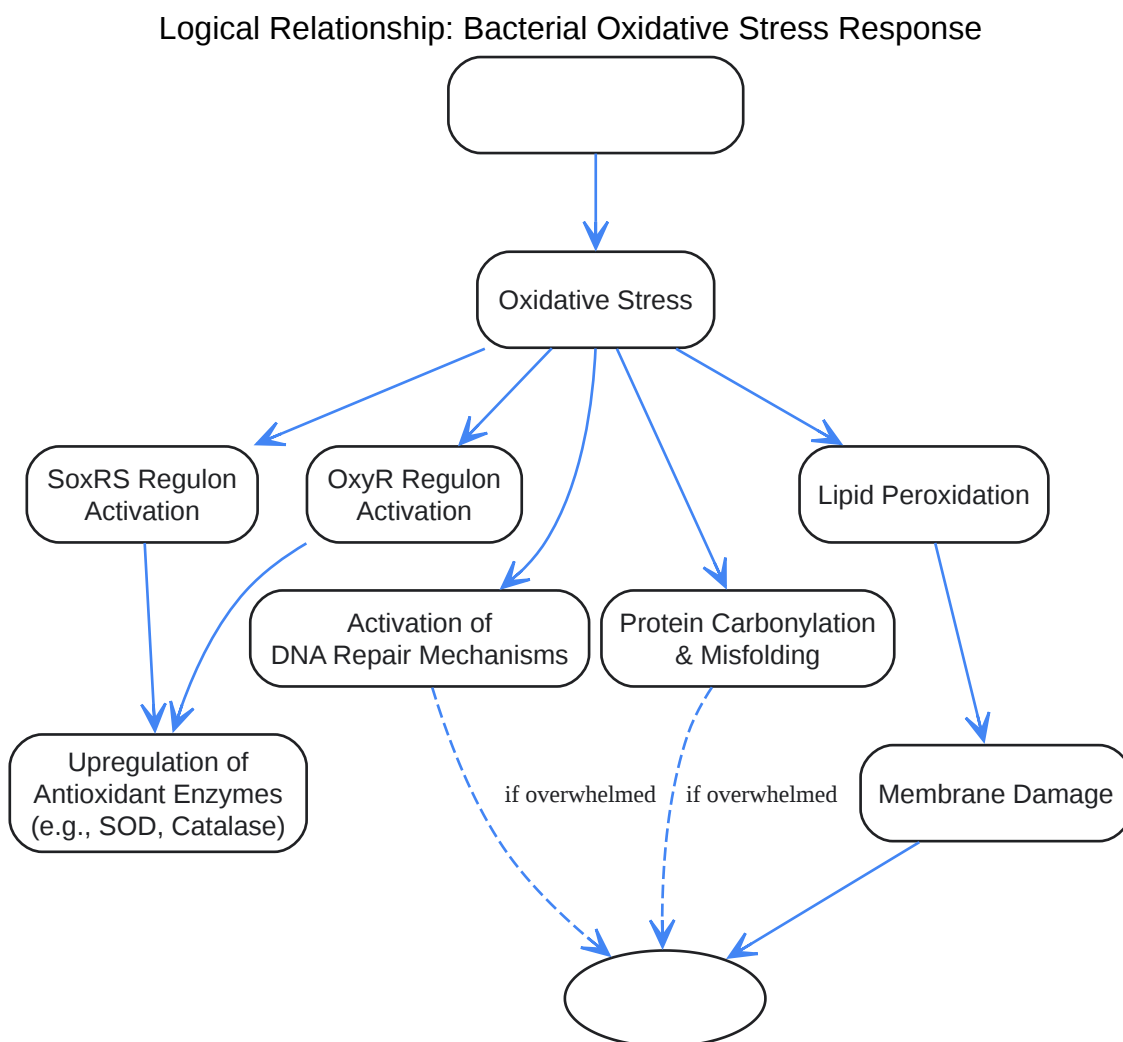 Logical Relationship: Bacterial Oxidative Stress Response
Oxidative Stress
SoxRS Regulon
Activation
OxyR Regulon
Activation
Lipid Peroxidation
Activation of
DNA Repair Mechanisms
Protein Carbonylation
& Misfolding
Upregulation of
Antioxidant Enzymes
(e.g., SOD, Catalase)
if overwhelmed
if overwhelmed
Membrane Damage